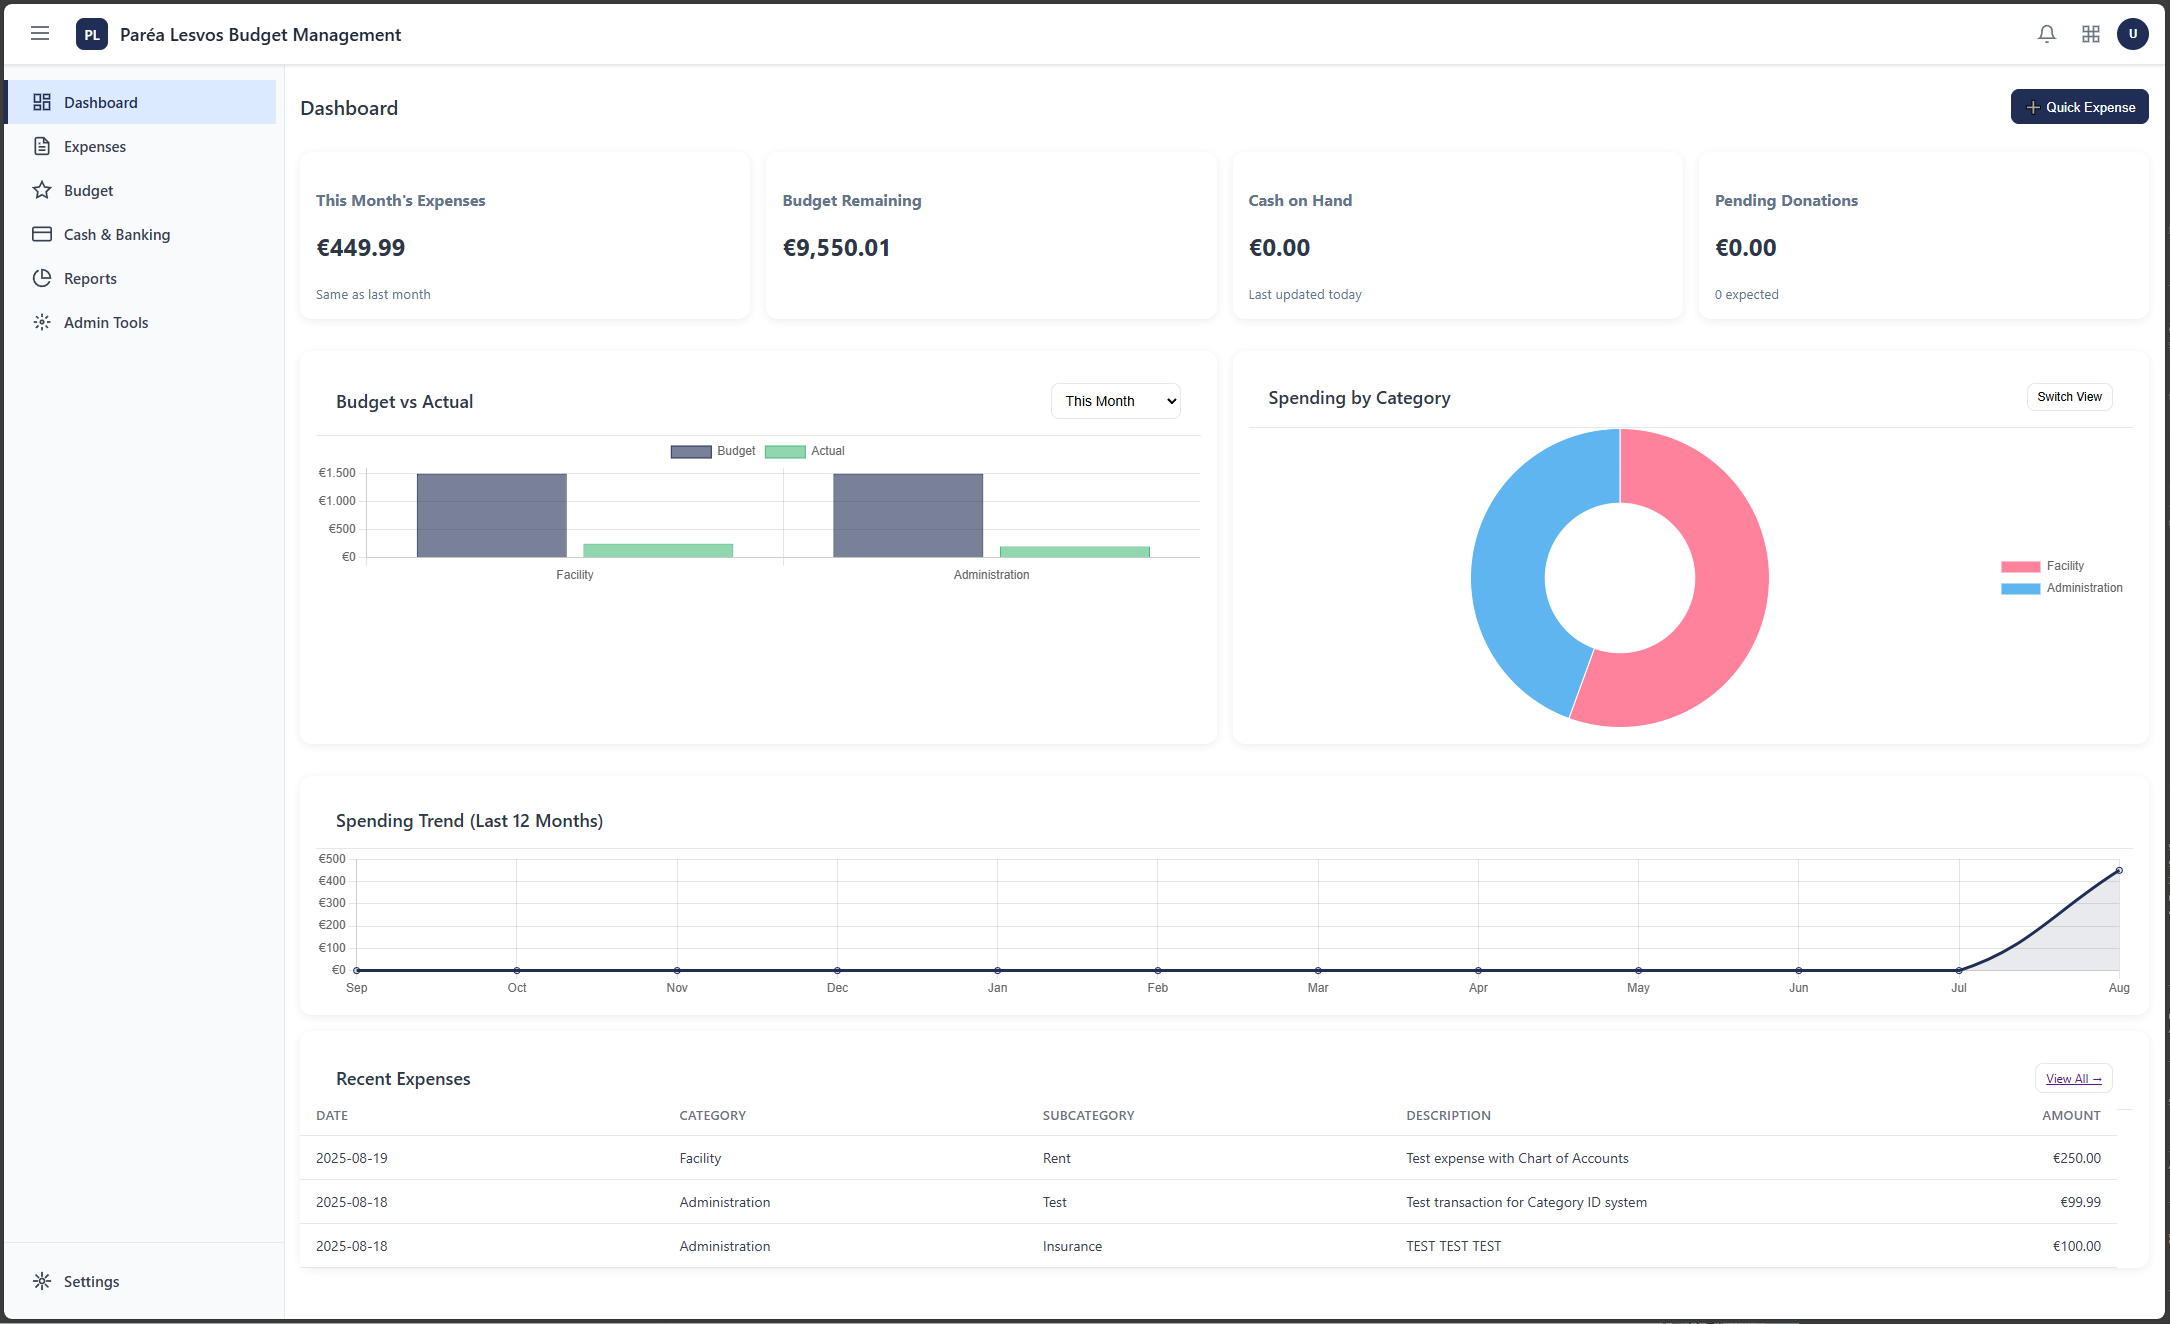 PL Paréa Lesvos Budget Management
U
Dashboard
Expenses
Budget
Cash & Banking
Reports
Admin Tools
Settings
Dashboard
Quick Expense
This Month's Expenses
€449.99
Same as last month
Budget Remaining
€9,550.01
Cash on Hand
€0.00
Last updated today
Pending Donations
€0.00
0 expected
Budget vs Actual
This Month
Budget Actual
€1.500
€1.000
€500
€0
Facility Administration
Spending by Category
Switch View
Facility
Administration
Spending Trend (Last 12 Months)
€500
€400
€300
€200
€100
€0
Sep Oct Nov Dec Jan Feb Mar Apr May Jun Jul Aug
Recent Expenses
View All →
DATE CATEGORY SUBCATEGORY DESCRIPTION AMOUNT
2025-08-19 Facility Rent Test expense with Chart of Accounts €250.00
2025-08-18 Administration Test Test transaction for Category ID system €99.99
2025-08-18 Administration Insurance TEST TEST TEST €100.00